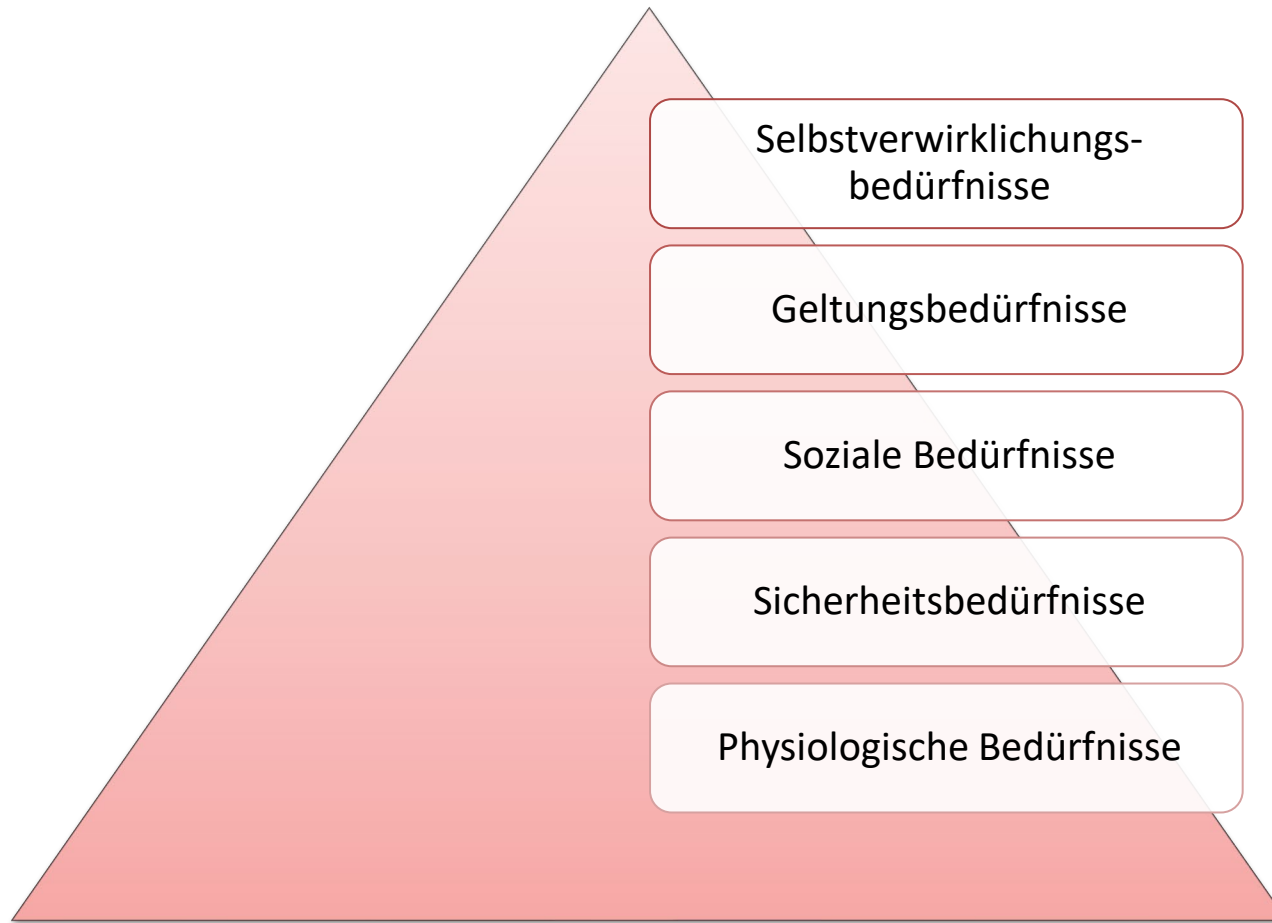 Selbstverwirklichungs-
bedürfnisse
Geltungsbedürfnisse
Soziale Bedürfnisse
Sicherheitsbedürfnisse
Physiologische Bedürfnisse